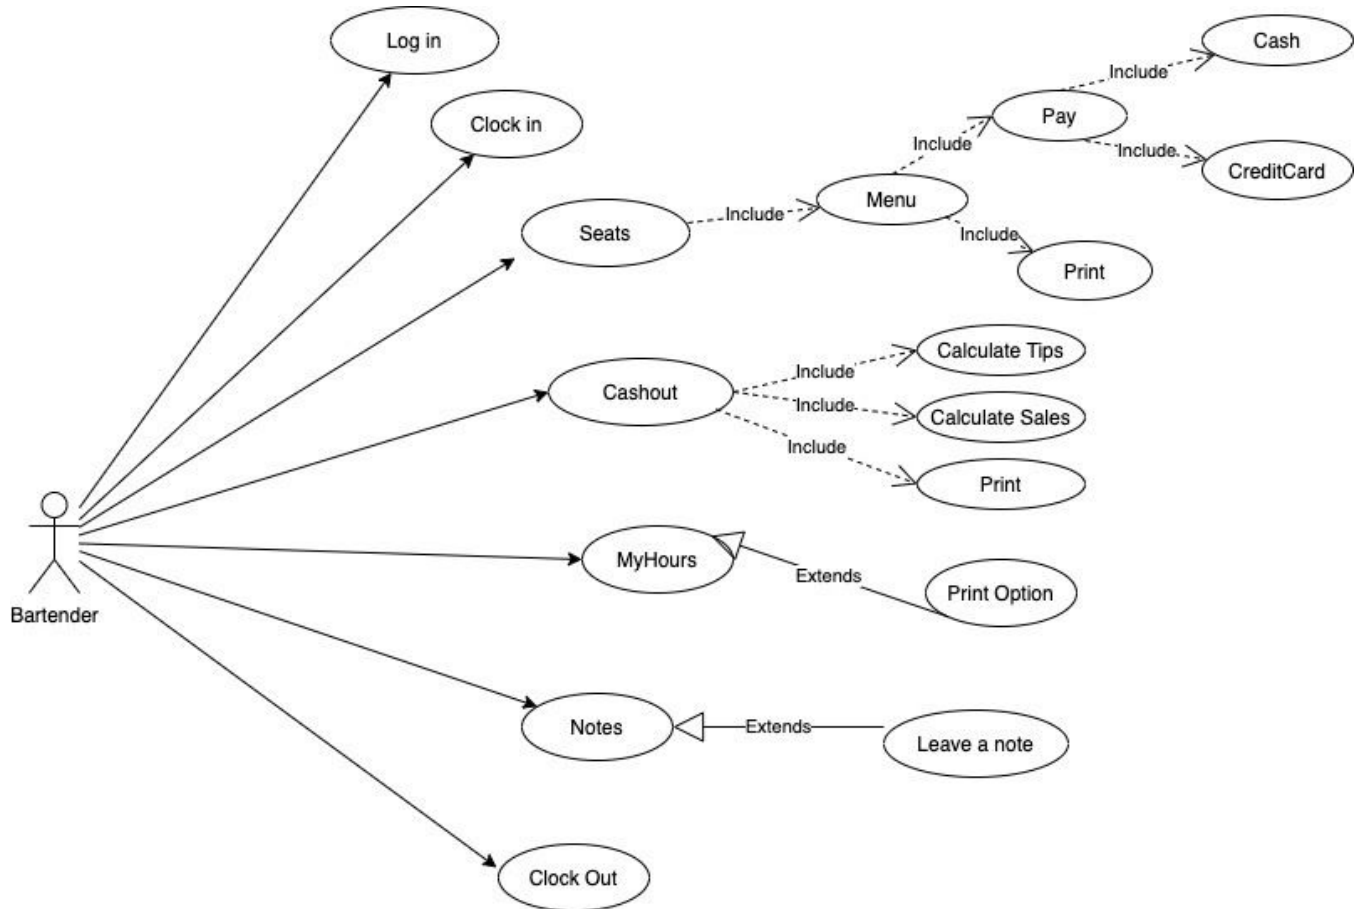 Log in
Clock in
Cash
Include
Pay
Include
Include
CreditCard
Menu
Include
Seats
Include
Print
Calculate Tips
Include
Cashout
Include
Calculate Sales
Include
Print
MyHours
Extends
Print Option
Bartender
Notes
Extends
Leave a note
Clock Out